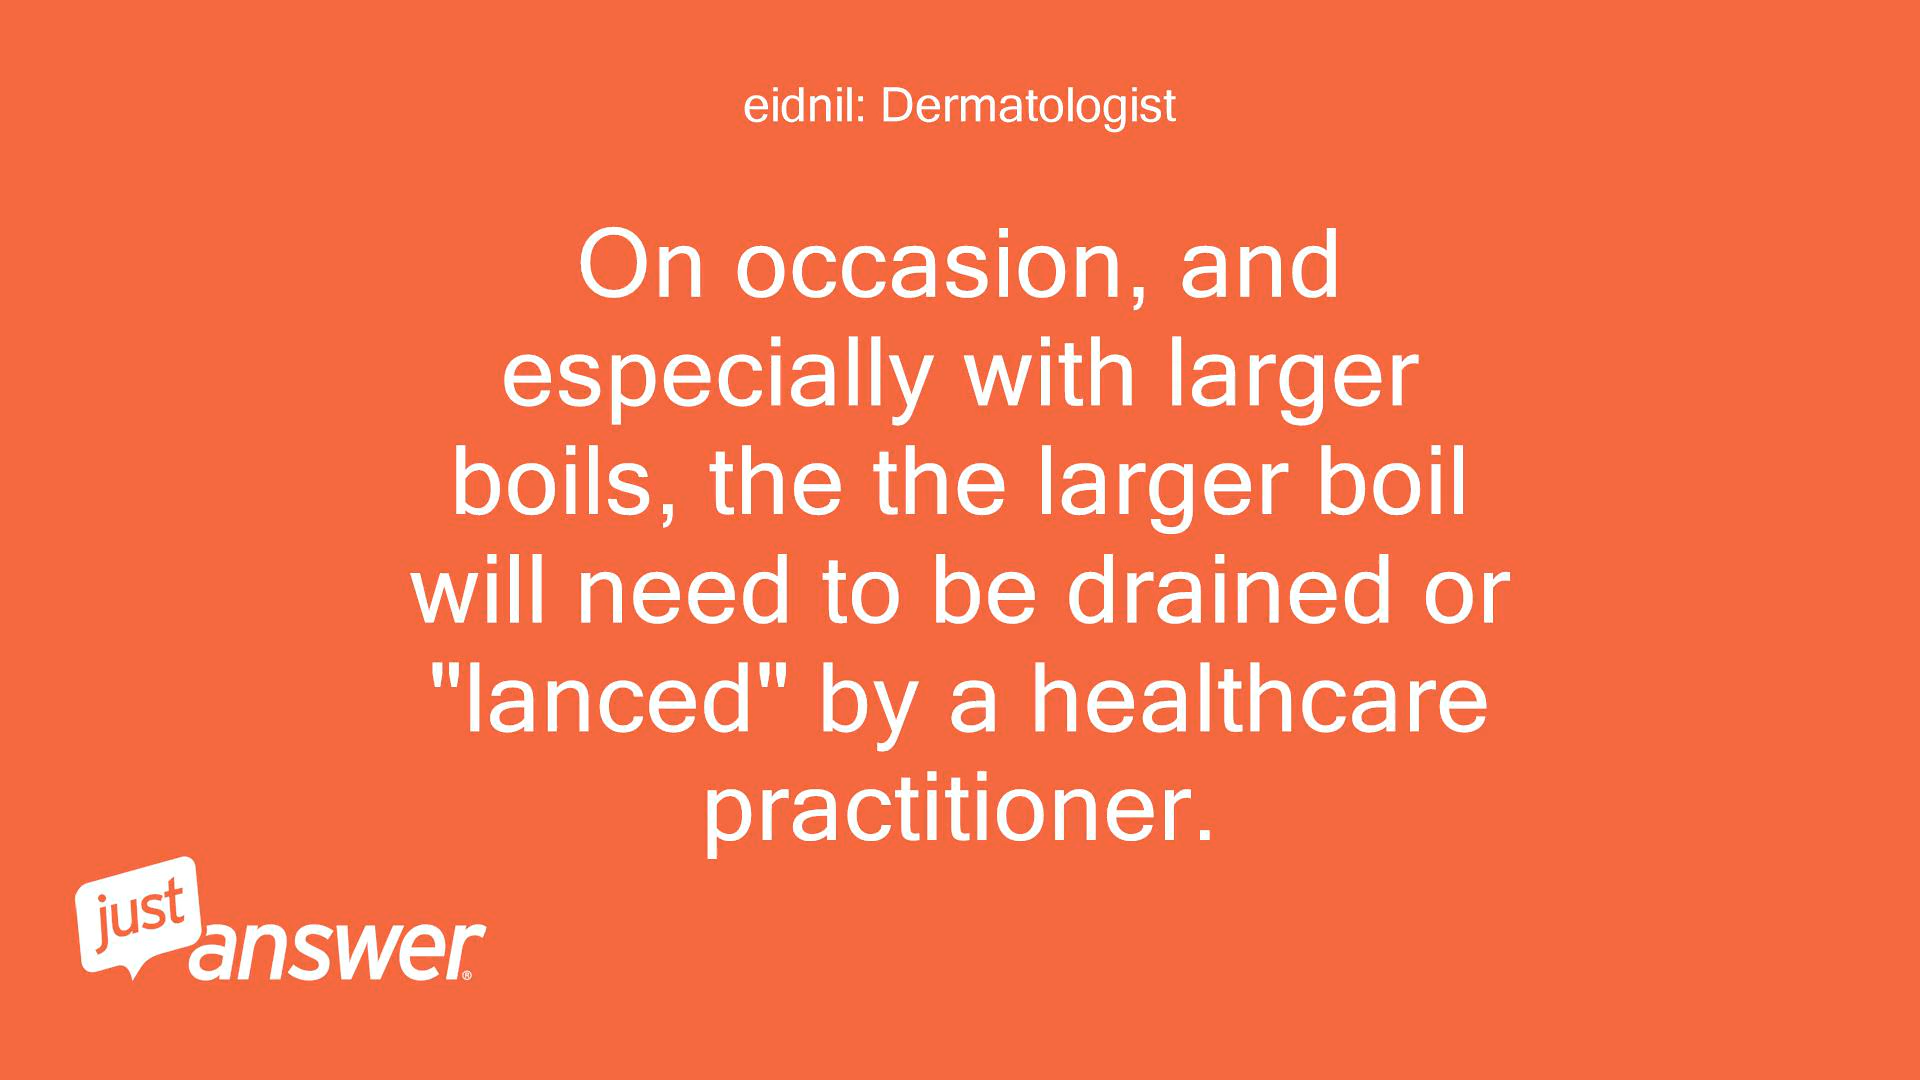 eidnil: Dermatologist
On occasion, and
especially with larger
boils, the the larger boil
will need to be drained or
"lanced" by a healthcare
practitioner.
just
answer®